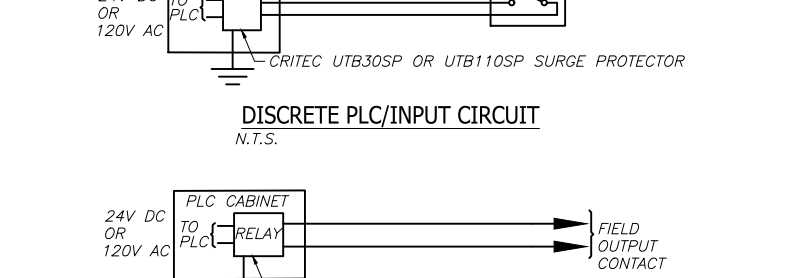 TO
OR
PLC
120V AC
CRITEC UTB30SP OR UTB110SP SURGE PROTECTOR
DISCRETE PLC/INPUT CIRCUIT
N.T.S.
PLC CABINET
24V DC
OR
120V AC
TO
PLC
RELAY
FIELD
OUTPUT
CONTACT